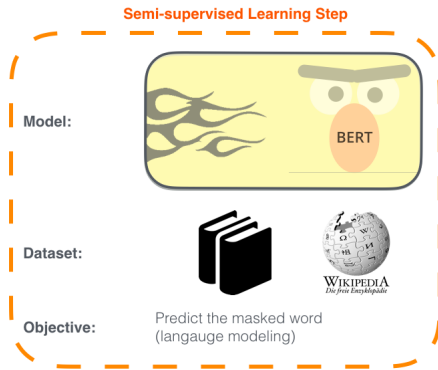 Semi-supervised Learning Step
Model:
BERT
Dataset:
WIKIPEDIA
Die freie Enzyklopädie
Objective:
Predict the masked word
(langauge modeling)